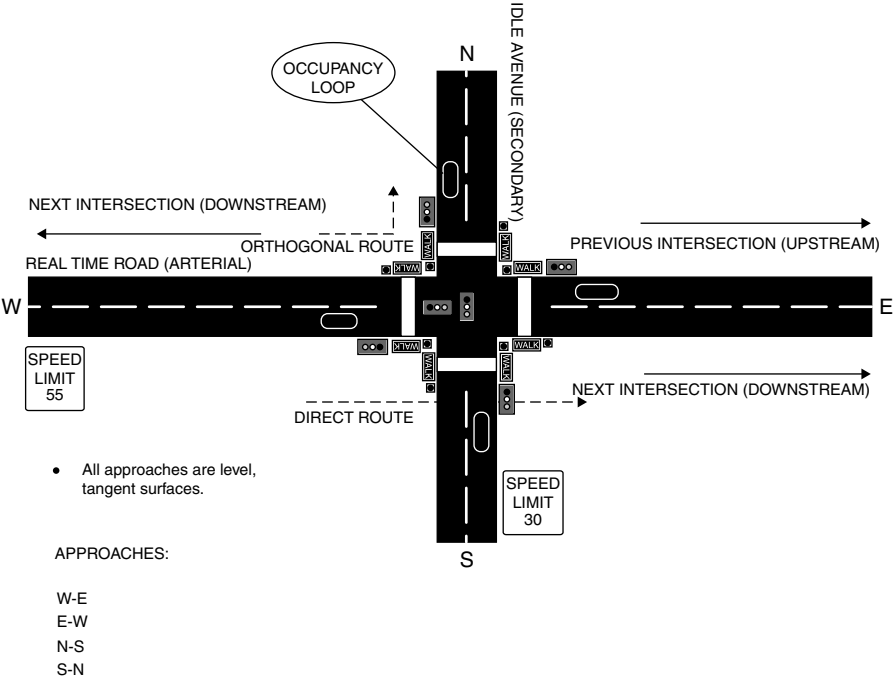 IDLE AVENUE (SECONDARY)
N
OCCUPANCY
LOOP
NEXT INTERSECTION (DOWNSTREAM)
ORTHOGONAL ROUTE
PREVIOUS INTERSECTION (UPSTREAM)
REAL TIME ROAD (ARTERIAL)
WALK
WALK
WALK
WALK
W
E
WALK
WALK
WALK
WALK
SPEED
LIMIT
55
NEXT INTERSECTION (DOWNSTREAM)
DIRECT ROUTE
All approaches are level,
tangent surfaces.
SPEED
LIMIT
30
APPROACHES:
S
W-E
E-W
N-S
S-N